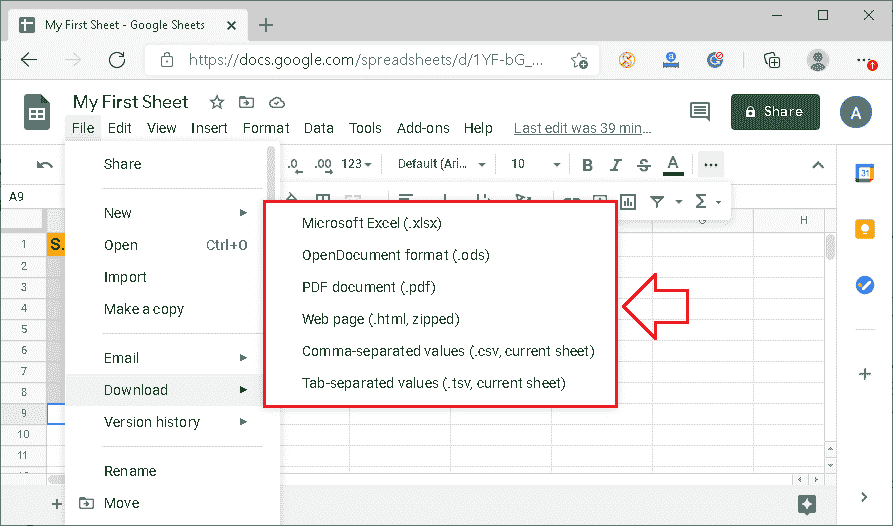 My First Sheet - Google Sheets
https://docs.google.com/spreadsheets/d/1YF-bG_...
My First Sheet
File Edit View Insert Format Data Tools Add-ons Help Last edit was 39 min...
Share
A
.0 .00 123 Default (Ari... 10 B I S A
A9
Share
New
Open Ctrl+O
Import
Make a copy
Email
Download
Version history
Rename
Move
Microsoft Excel (.xlsx)
OpenDocument format (.ods)
PDF document (.pdf)
Web page (.html, zipped)
Comma-separated values (.csv, current sheet)
Tab-separated values (.tsv, current sheet)
H
1 S.
2
3
4
5
6
7
8
9
10
11
31